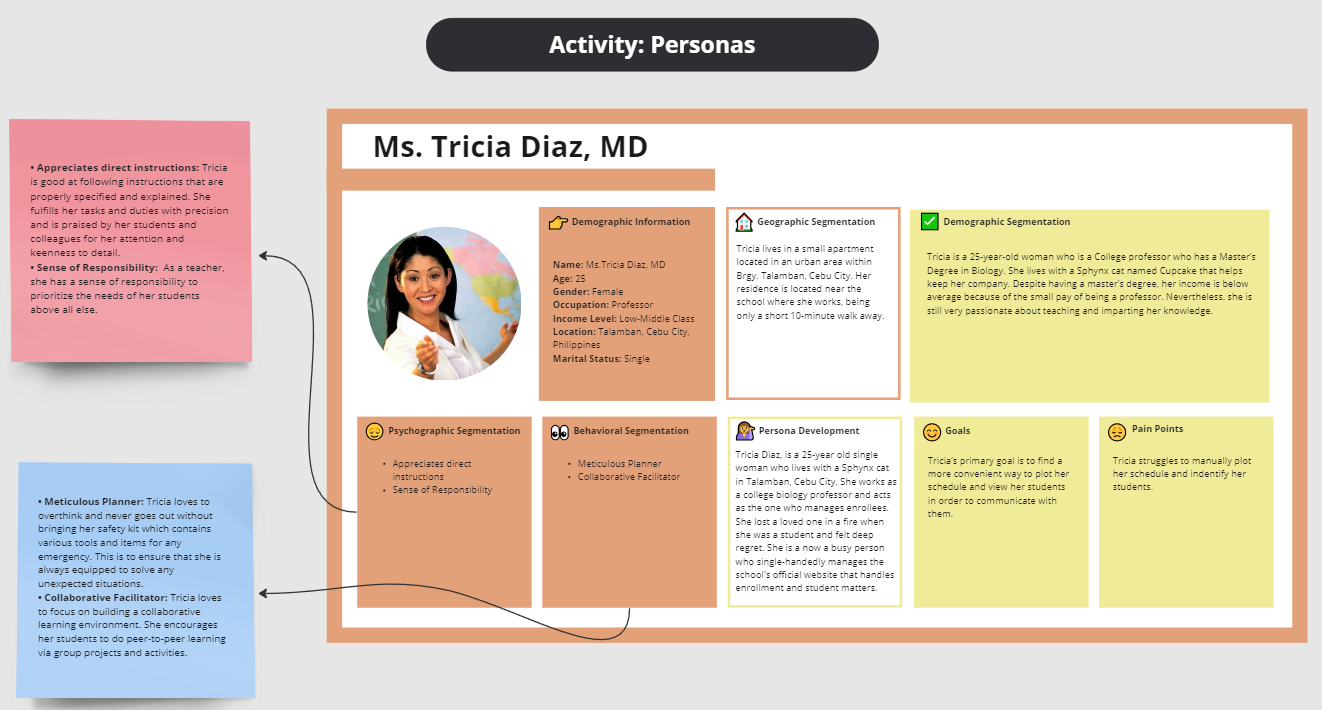 Activity: Personas
Ms. Tricia Diaz, MD
• Appreciates direct instructions: Tricia
is good at following instructions that are
properly specified and explained. She
fulfills her tasks and duties with precision
and is praised by her students and
colleagues for her attention and
keenness to detail.
• Sense of Responsibility: As a teacher,
she has a sense of responsibility to
prioritize the needs of her students
above all else.
• Meticulous Planner: Tricia loves to
overthink and never goes out without
bringing her safety kit which contains
various tools and items for any
emergency. This is to ensure that she is
always equipped to solve any
unexpected situations.
• Collaborative Facilitator: Tricia loves
to focus on building a collaborative
learning environment. She encourages
her students to do peer-to-peer learning
via group projects and activities.
Demographic Information
Name: Ms.Tricia Diaz, MD
Age: 25
Gender: Female
Occupation: Professor
Income Level: Low-Middle Class
Location: Talamban, Cebu City,
Philippines
Marital Status: Single
Geographic Segmentation
Tricia lives in a small apartment
located in an urban area within
Brgy. Talamban, Cebu City. Her
residence is located near the
school where she works, being
only a short 10-minute walk away.
Demographic Segmentation
Tricia is a 25-year-old woman who is a College professor who has a Master's
Degree in Biology. She lives with a Sphynx cat named Cupcake that helps
keep her company. Despite having a master's degree, her income is below
average because of the small pay of being a professor. Nevertheless, she is
still very passionate about teaching and imparting her knowledge.
Psychographic Segmentation
• Appreciates direct
instructions
• Sense of Responsibility
Behavioral Segmentation
• Meticulous Planner
• Collaborative Facilitator
Persona Development
Tricia Diaz, is a 25-year old single
woman who lives with a Sphynx cat
in Talamban, Cebu City. She works as
a college biology professor and acts
as the one who manages enrollees.
She lost a loved one in a fire when
she was a student and felt deep
regret. She is a now a busy person
who single-handedly manages the
school's official website that handles
enrollment and student matters.
Goals
Tricia's primary goal is to find a
more convenient way to plot her
schedule and view her students
in order to communicate with
them.
Pain Points
Tricia struggles to manually plot
her schedule and indentify her
students.